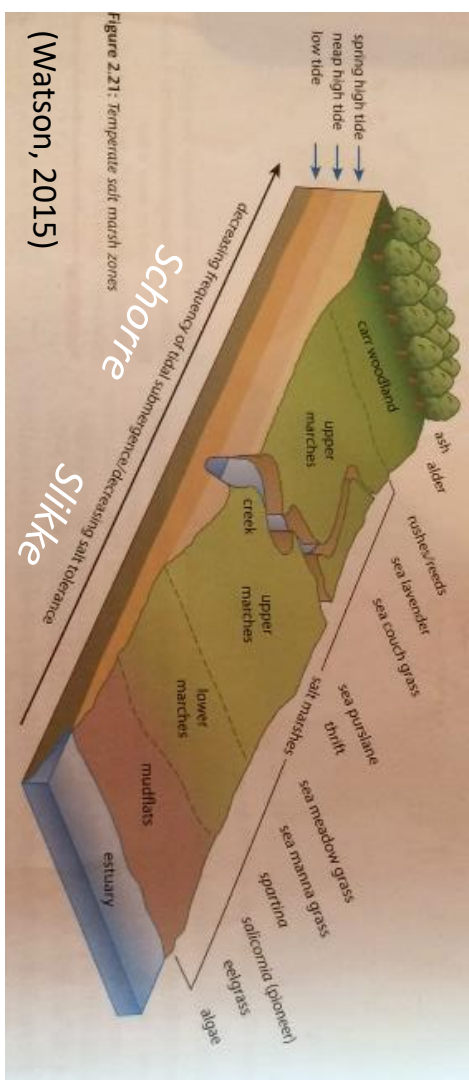 spring high tide
neap high tide
low tide
ash
alder
rushes/reeds
sea lavender
sea couch grass
sea purslane
thrift
sea meadow grass
sea manna grass
spartina
salicornia (pioneer)
eelgrass
algae
salt marshes
carr woodland
upper
marches
creek
upper
marches
lower
marches
mudflats
estuary
decreasing frequency of tidal submergence/decreasing salt tolerance
Schorre
Slikke
Figure 2.21: Temperate salt marsh zones
(Watson, 2015)